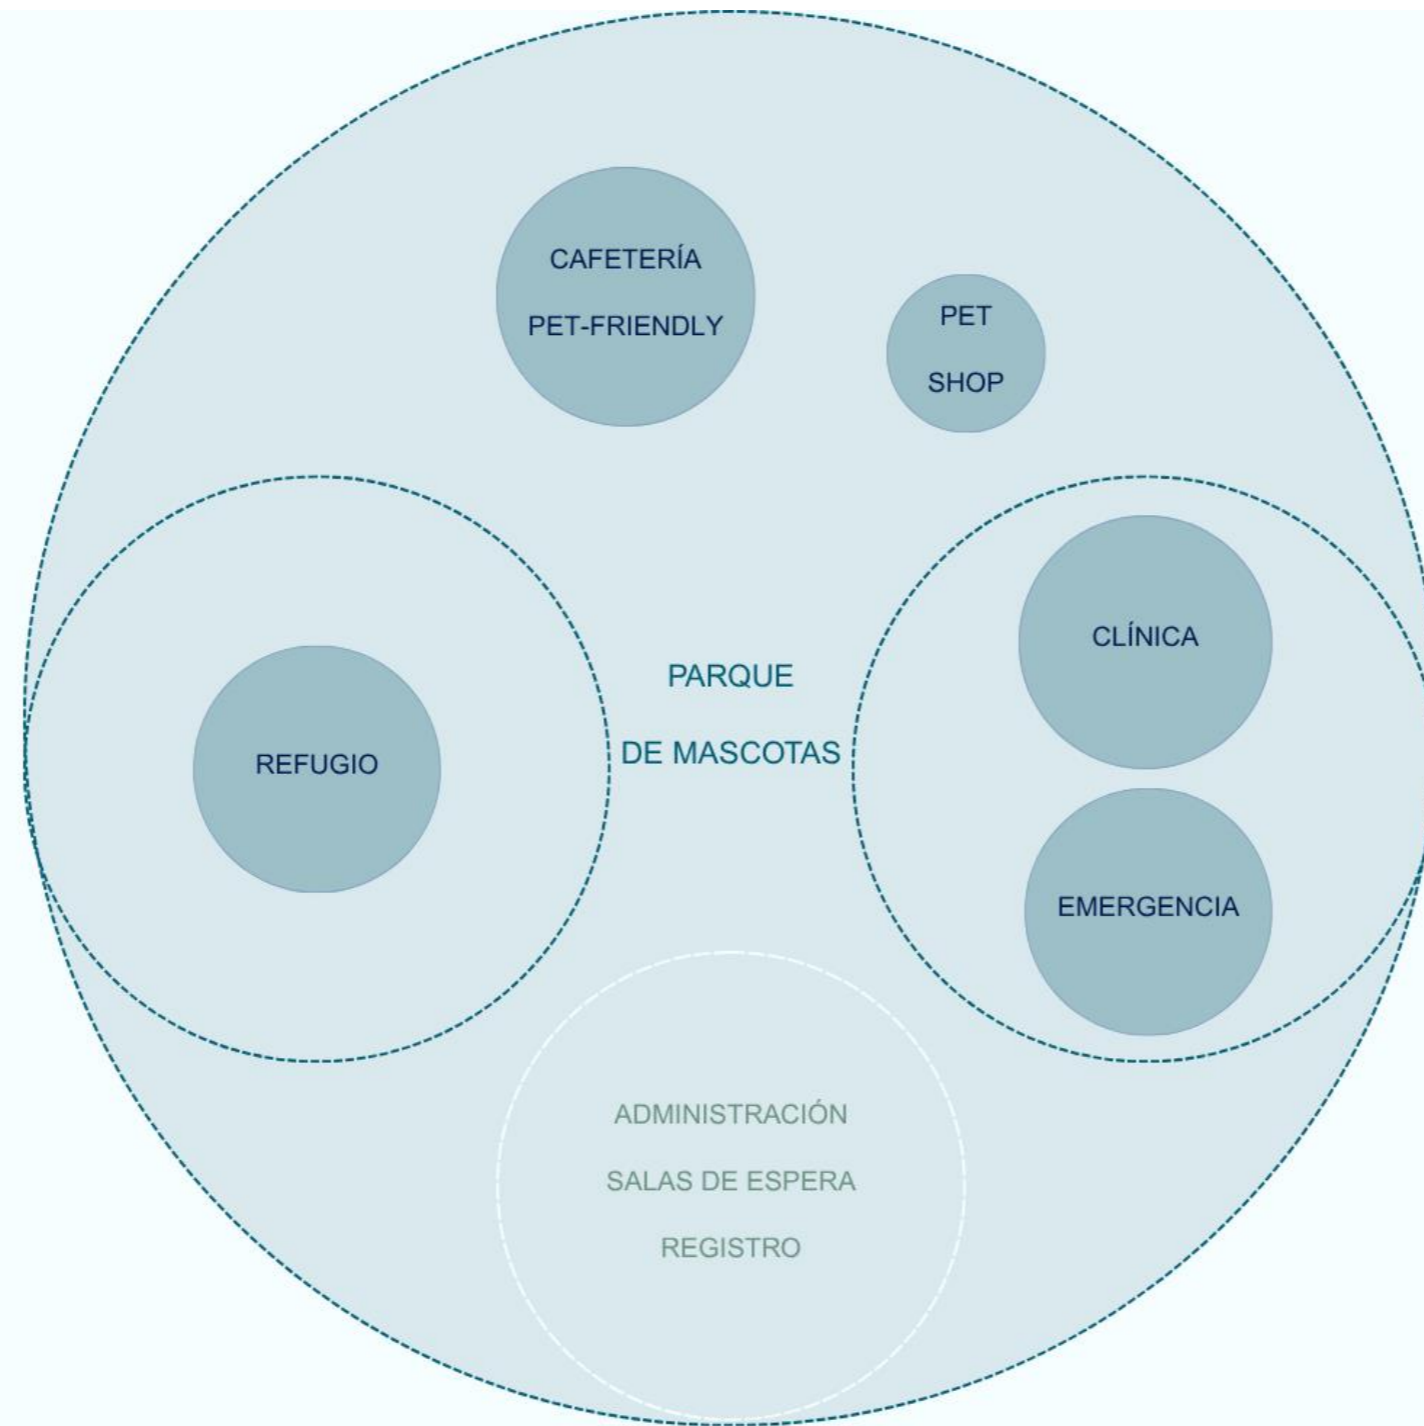 CAFETERÍA
PET-FRIENDLY
PET
SHOP
CLÍNICA
PARQUE
DE MASCOTAS
REFUGIO
EMERGENCIA
ADMINISTRACIÓN
SALAS DE ESPERA
REGISTRO